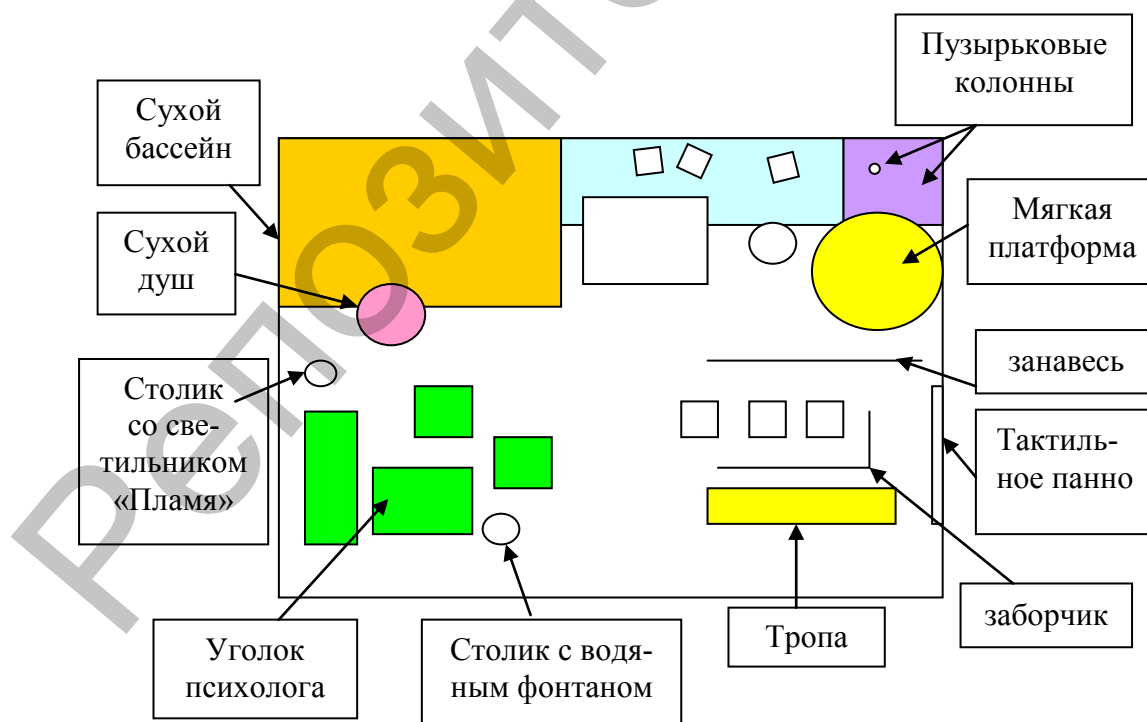 Пузырьковые
колонны
Сухой
бассейн
Мягкая
платформа
Сухой
душ
занавесь
Столик
со све-
тильником
«Пламя»
Тактиль-
ное панно
заборчик
Тропа
Уголок
психолога
Столик с водя-
ным фонтаном
Репозит